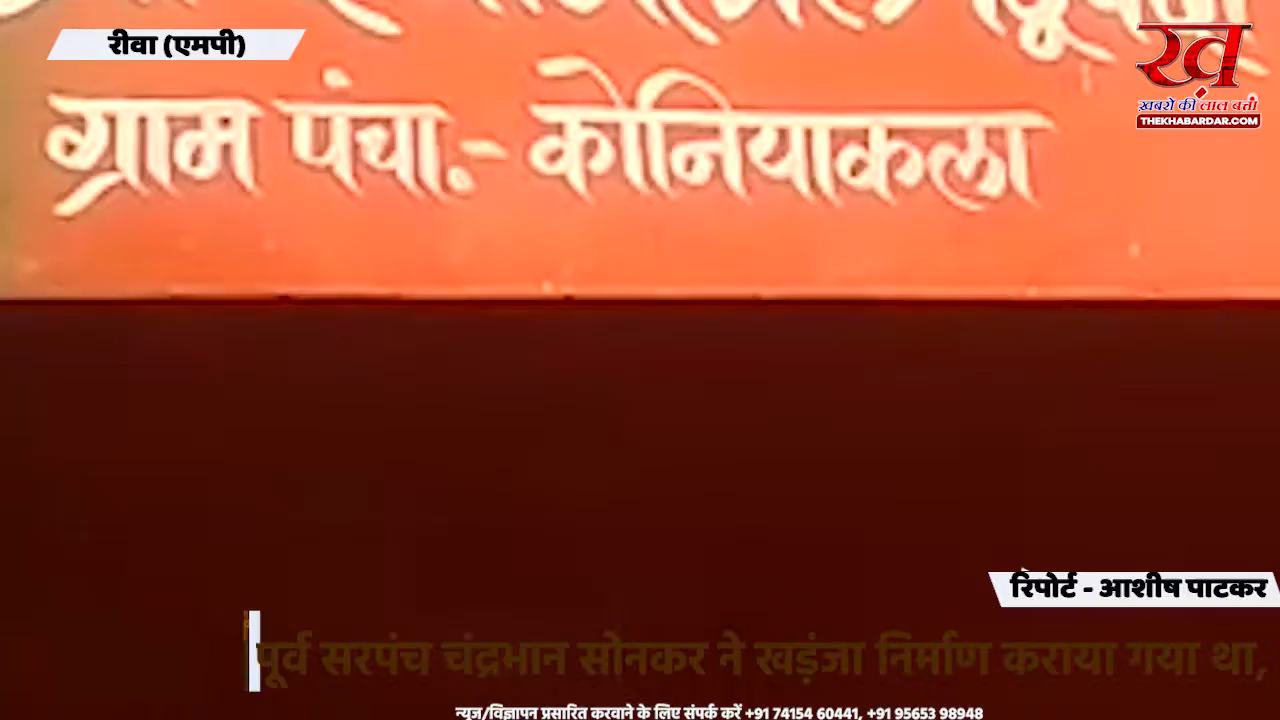 रीवा (एमपी)
ख़
ख़बरों की लाल बत्ती
THEKHABARDAR.COM
ग्राम पंचा.- कोनियाकला
रिपोर्ट - आशीष पाटकर
पूर्व सरपंच चंद्रभान सोनकर ने खड़ंजा निर्माण कराया गया था,
न्यूज/विज्ञापन प्रसारित करवाने के लिए संपर्क करें +91 74154 60441, +91 95653 98948